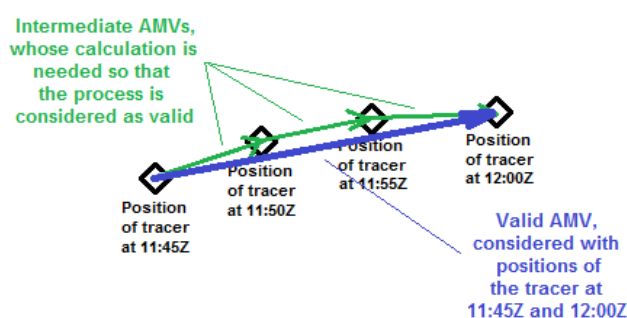 Intermediate AMVs,
whose calculation is
needed so that
the process is
considered as valid
Position
of tracer
at 11:45Z
Position
of tracer
at 11:50Z
Position
of tracer
at 11:55Z
Position
of tracer
at 12:00Z
Valid AMV,
considered with
positions of
the tracer at
11:45Z and 12:00Z